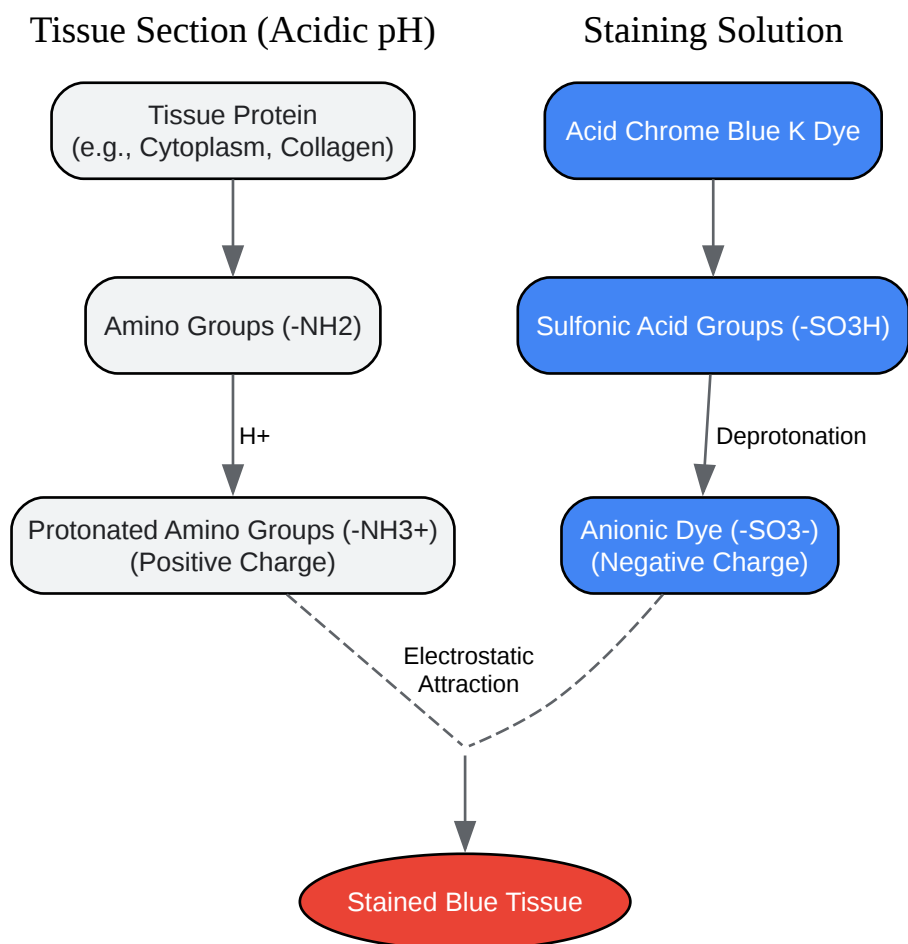 Tissue Section (Acidic pH)
Staining Solution
Tissue Protein
(e.g., Cytoplasm, Collagen)
Acid Chrome Blue K Dye
Amino Groups (-NH2)
Sulfonic Acid Groups (-SO3H)
H+
Deprotonation
Protonated Amino Groups (-NH3+)
(Positive Charge)
Anionic Dye (-SO3-)
(Negative Charge)
Electrostatic
Attraction
Stained Blue Tissue